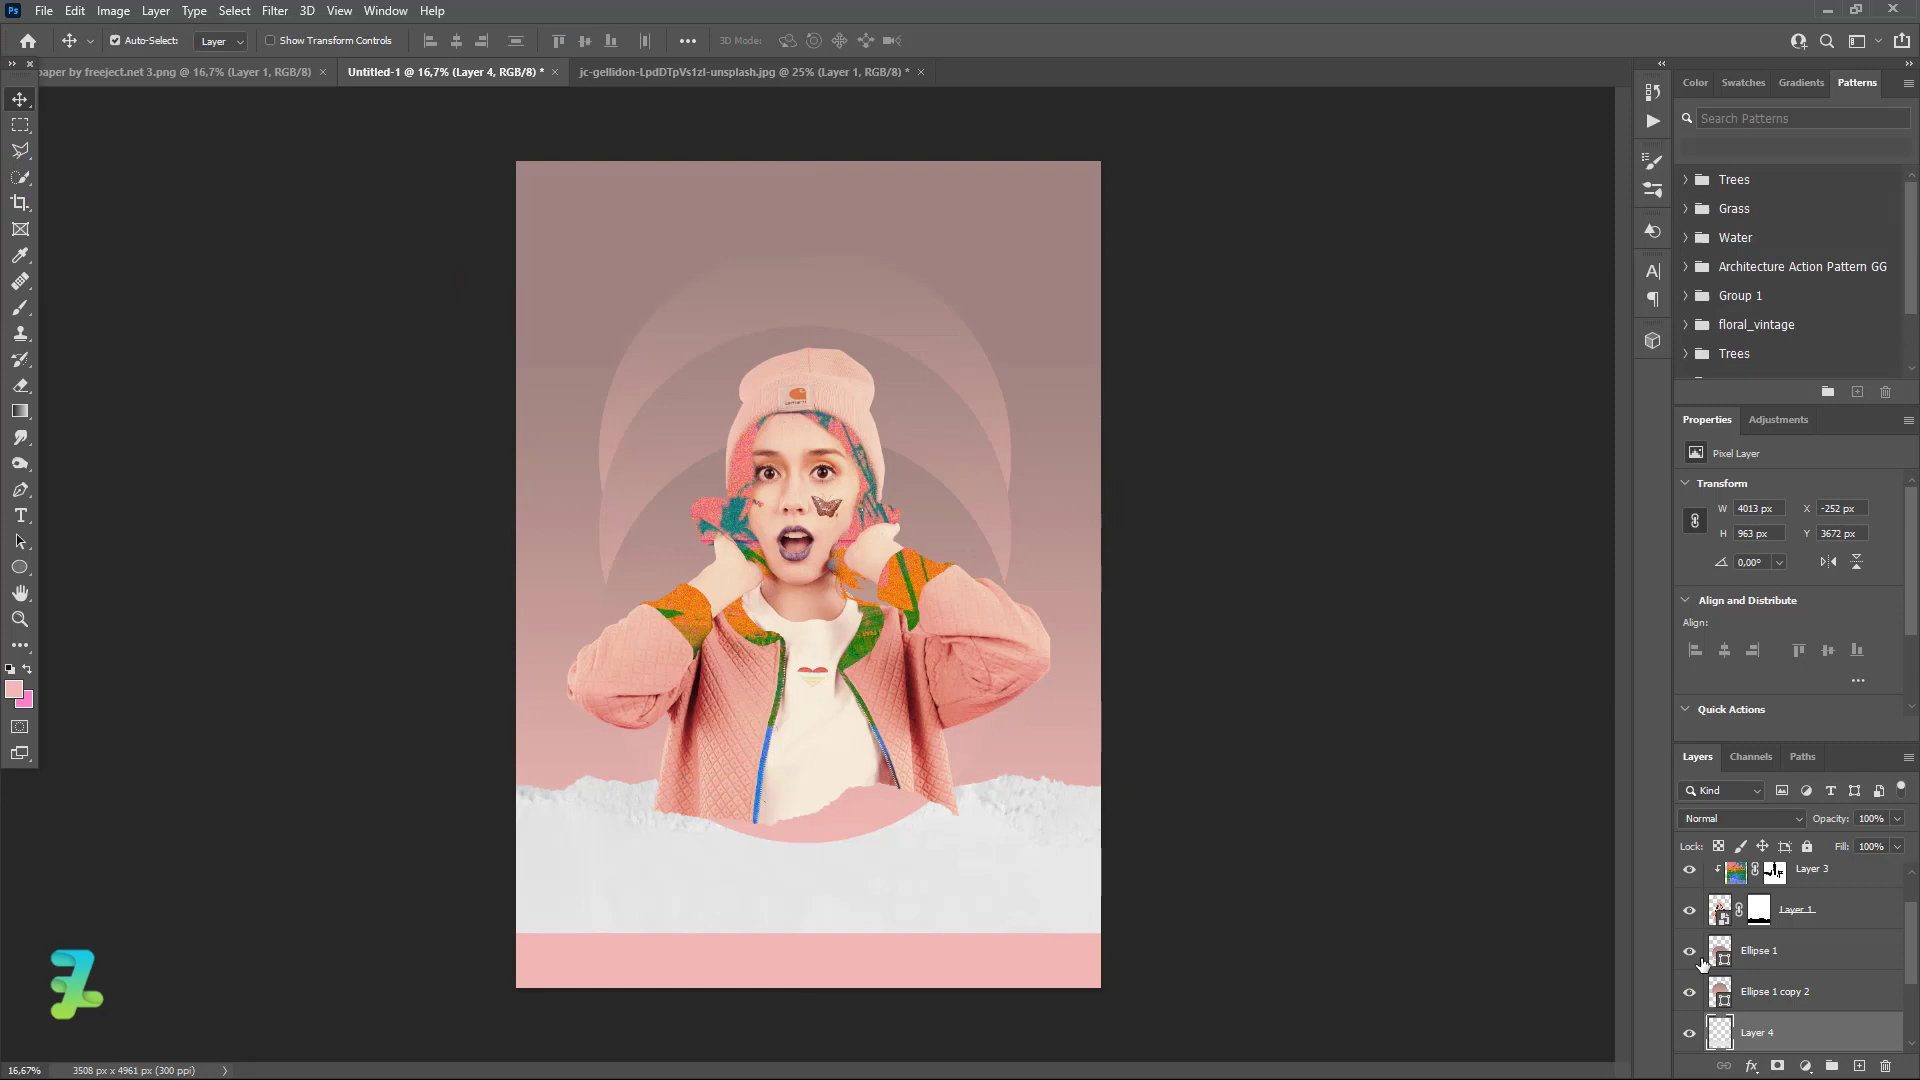 Ps File Edit Image Layer Type Select Filter 3D View Window Help
Auto-Select: Layer Show Transform Controls 3D Mode:
paper by freeject.net 3.png @ 16,7% (Layer 1, RGB/8) Untitled-1 @ 16,7% (Layer 4, RGB/8) * jc-gellidon-LpdDTpVs1zI-unsplash.jpg @ 25% (Layer 1, RGB/8) *
Color Swatches Gradients Patterns
Search Patterns
Trees
Grass
Water
Architecture Action Pattern GG
Group 1
floral_vintage
Trees
Properties Adjustments
Pixel Layer
Transform
W 4013 px X -252 px
H 963 px Y 3672 px
0,00°
Align and Distribute
Align:
Quick Actions
Layers Channels Paths
Kind
Normal Opacity: 100%
Lock: Fill: 100%
Layer 3
Layer 1
Ellipse 1
Ellipse 1 copy 2
Layer 4
fx
16,67% 3508 px x 4961 px (300 ppi)